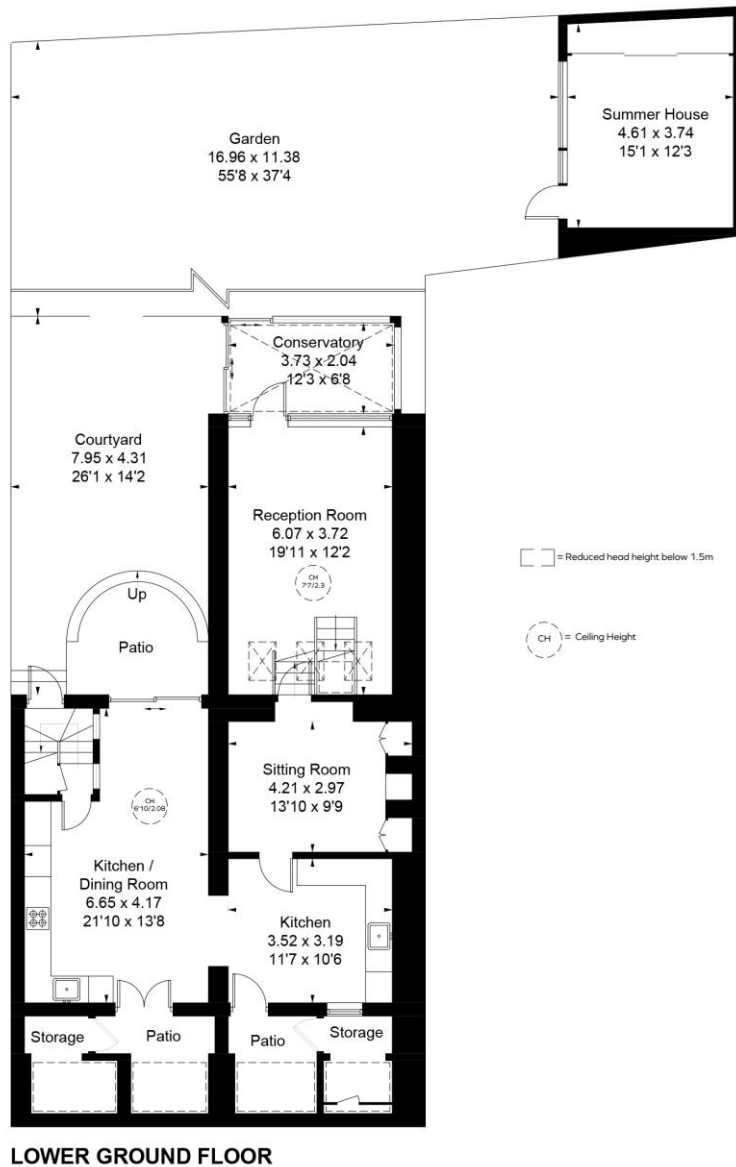 Garden
16.96 x 11.38
55'8 x 37'4
Summer House
4.61 x 3.74
15'1 x 12'3
Conservatory
3.73 x 2.04
12'3 x 6'8
Courtyard
7.95 x 4.31
26'1 x 14'2
Reception Room
6.07 x 3.72
19'11 x 12'2
CH
7'7/2.3
= Reduced head height below 1.5m
CH = Ceiling Height
Up
Patio
Sitting Room
4.21 x 2.97
13'10 x 9'9
CH
6'10/2.08
Kitchen /
Dining Room
6.65 x 4.17
21'10 x 13'8
Kitchen
3.52 x 3.19
11'7 x 10'6
Storage
Patio
Patio
Storage
LOWER GROUND FLOOR